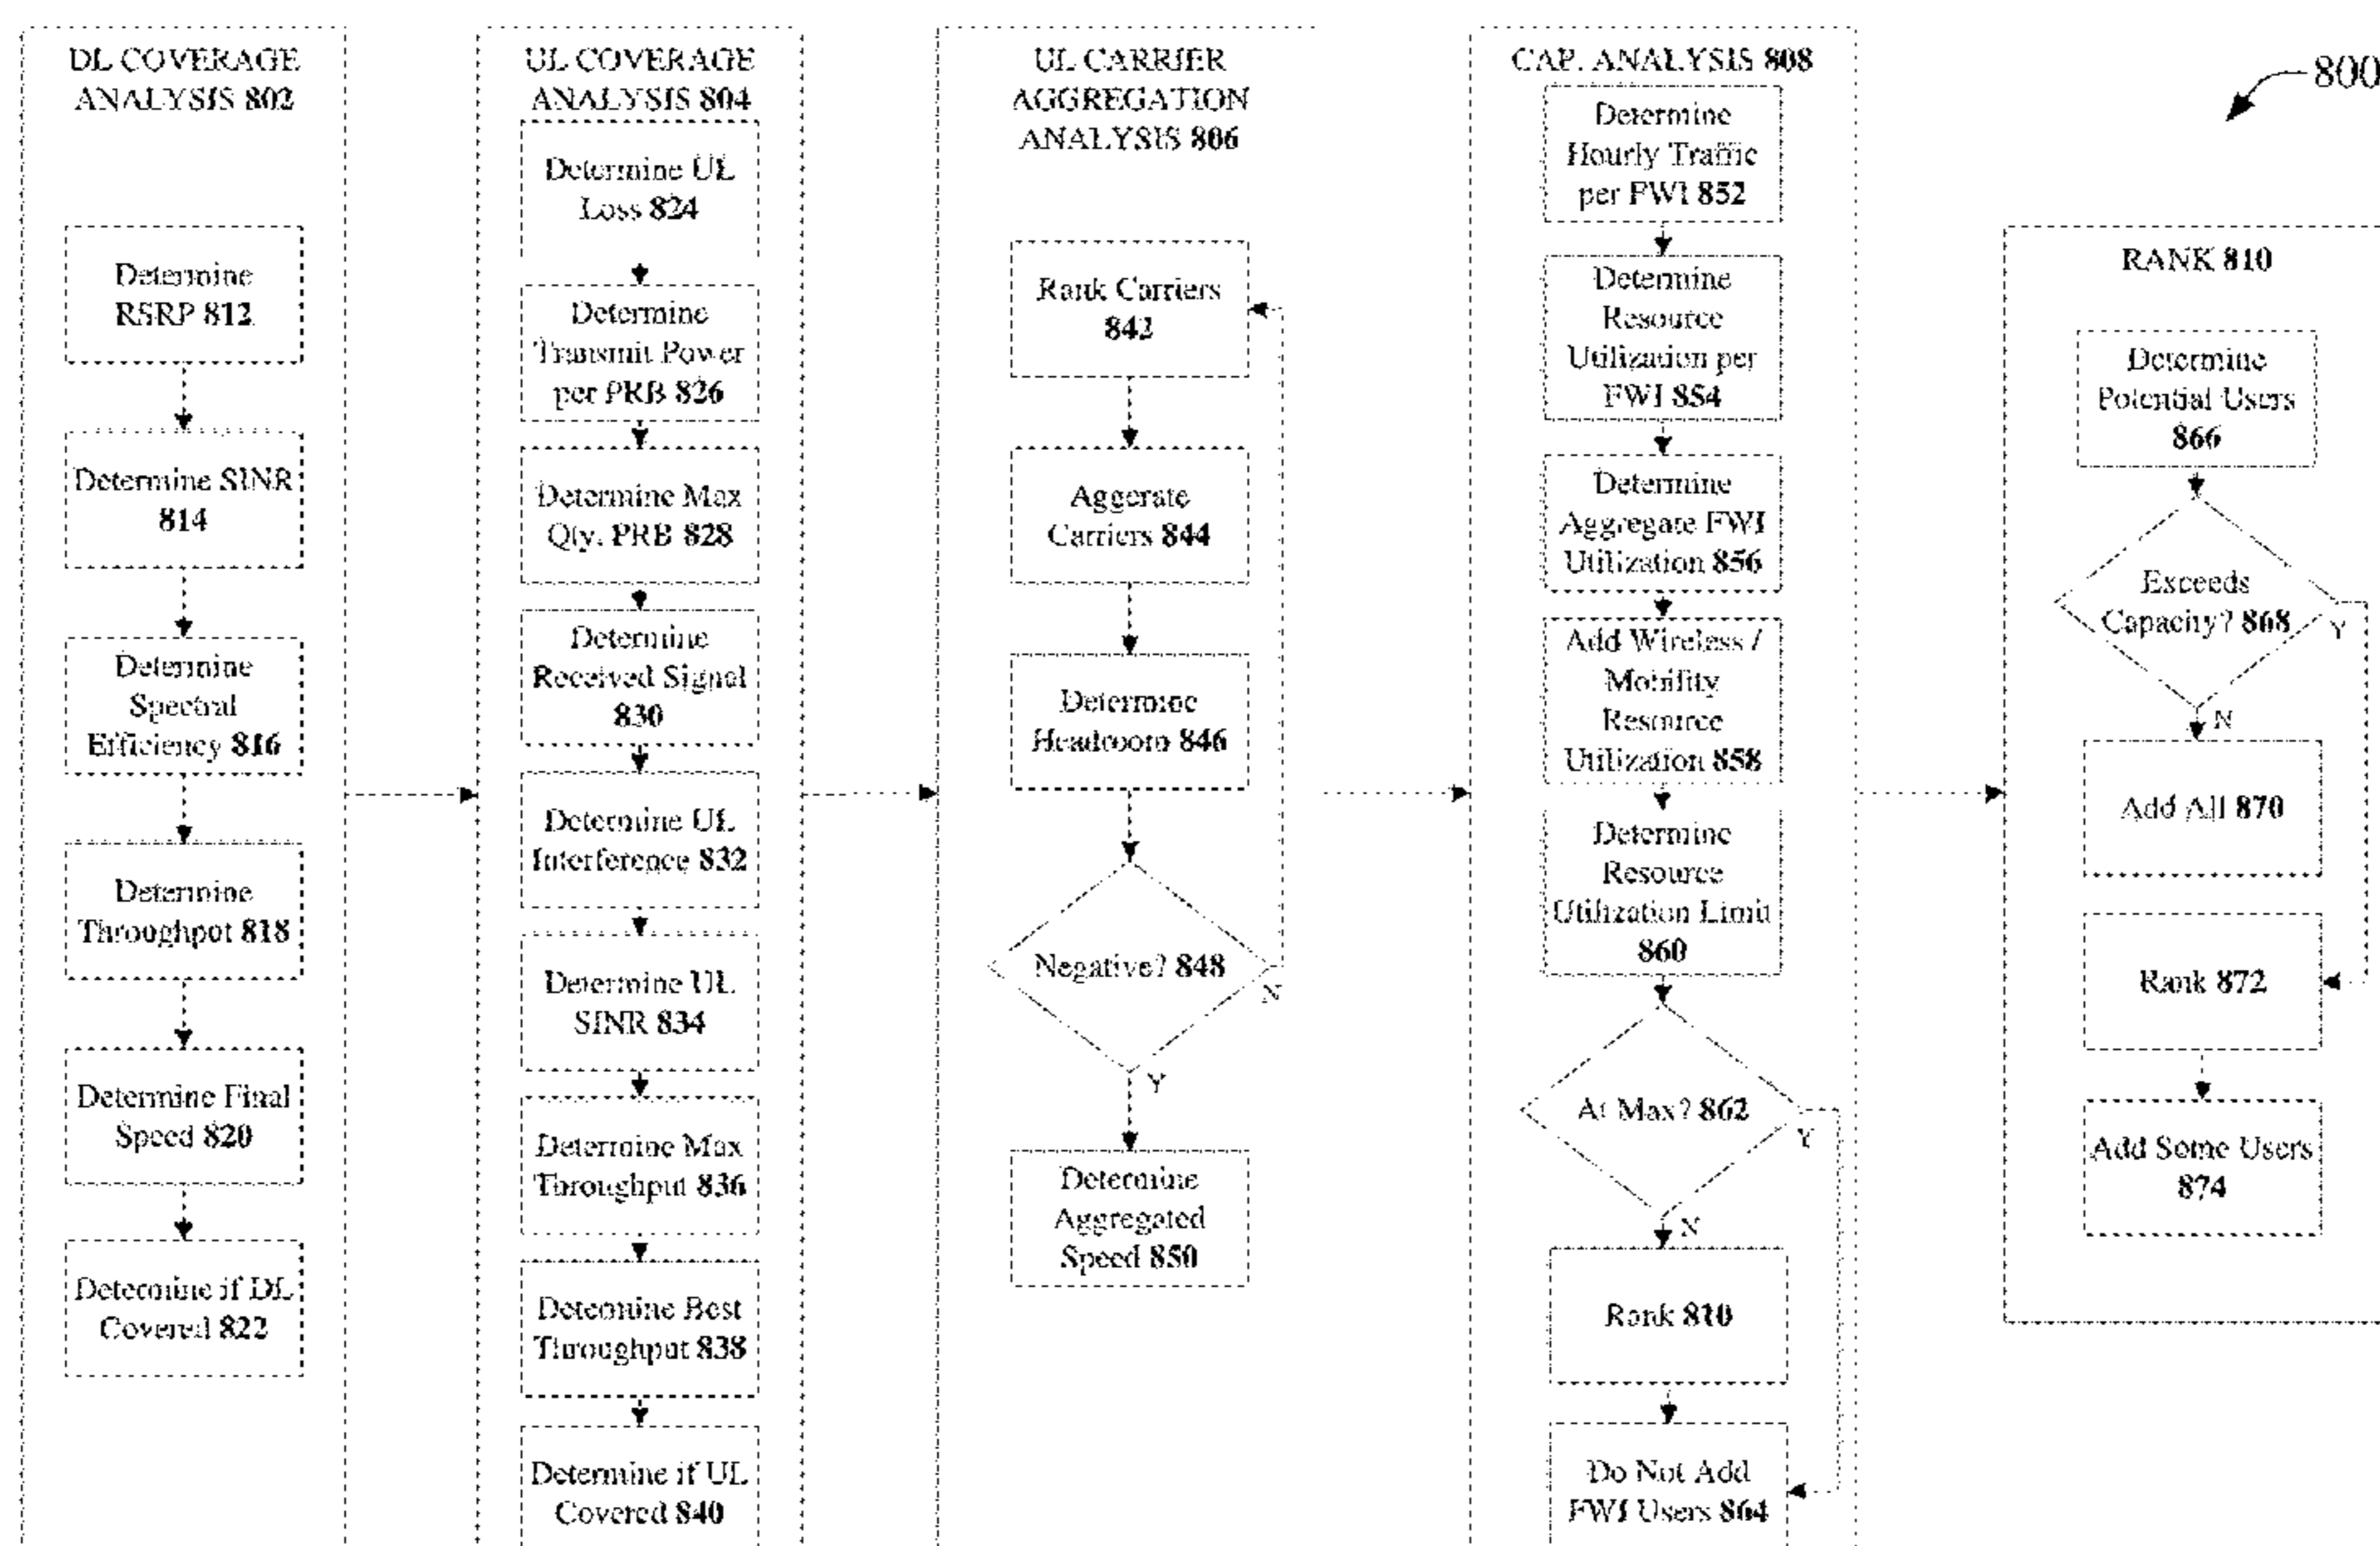 800
DL COVERAGE
ANALYSIS 802
Determine
RSRP 812
Determine SINR
814
Determine
Spectral
Efficiency 816
Determine
Throughput 818
Determine Final
Speed 820
Determine if DL
Covered 822
UL COVERAGE
ANALYSIS 804
Determine UL
Loss 824
Determine
Transmit Power
per PRB 826
Determine Max
Qty. PRB 828
Determine
Received Signal
830
Determine UL
Interference 832
Determine UL
SINR 834
Determine Max
Throughput 836
Determine Best
Throughput 838
Determine if UL
Covered 840
UL CARRIER
AGGREGATION
ANALYSIS 806
Rank Carriers
842
Aggerate
Carriers 844
Determine
Headroom 846
Negative? 848
N
Y
Determine
Aggregated
Speed 850
CAP. ANALYSIS 808
Determine
Hourly Traffic
per FWI 852
Determine
Resource
Utilization per
FWI 854
Determine
Aggregate FWI
Utilization 856
Add Wireless /
Mobility
Resource
Utilization 858
Determine
Resource
Utilization Limit
860
At Max? 862
Y
N
Rank 810
Do Not Add
FWI Users 864
RANK 810
Determine
Potential Users
866
Exceeds
Capacity? 868
Y
N
Add All 870
Rank 872
Add Some Users
874